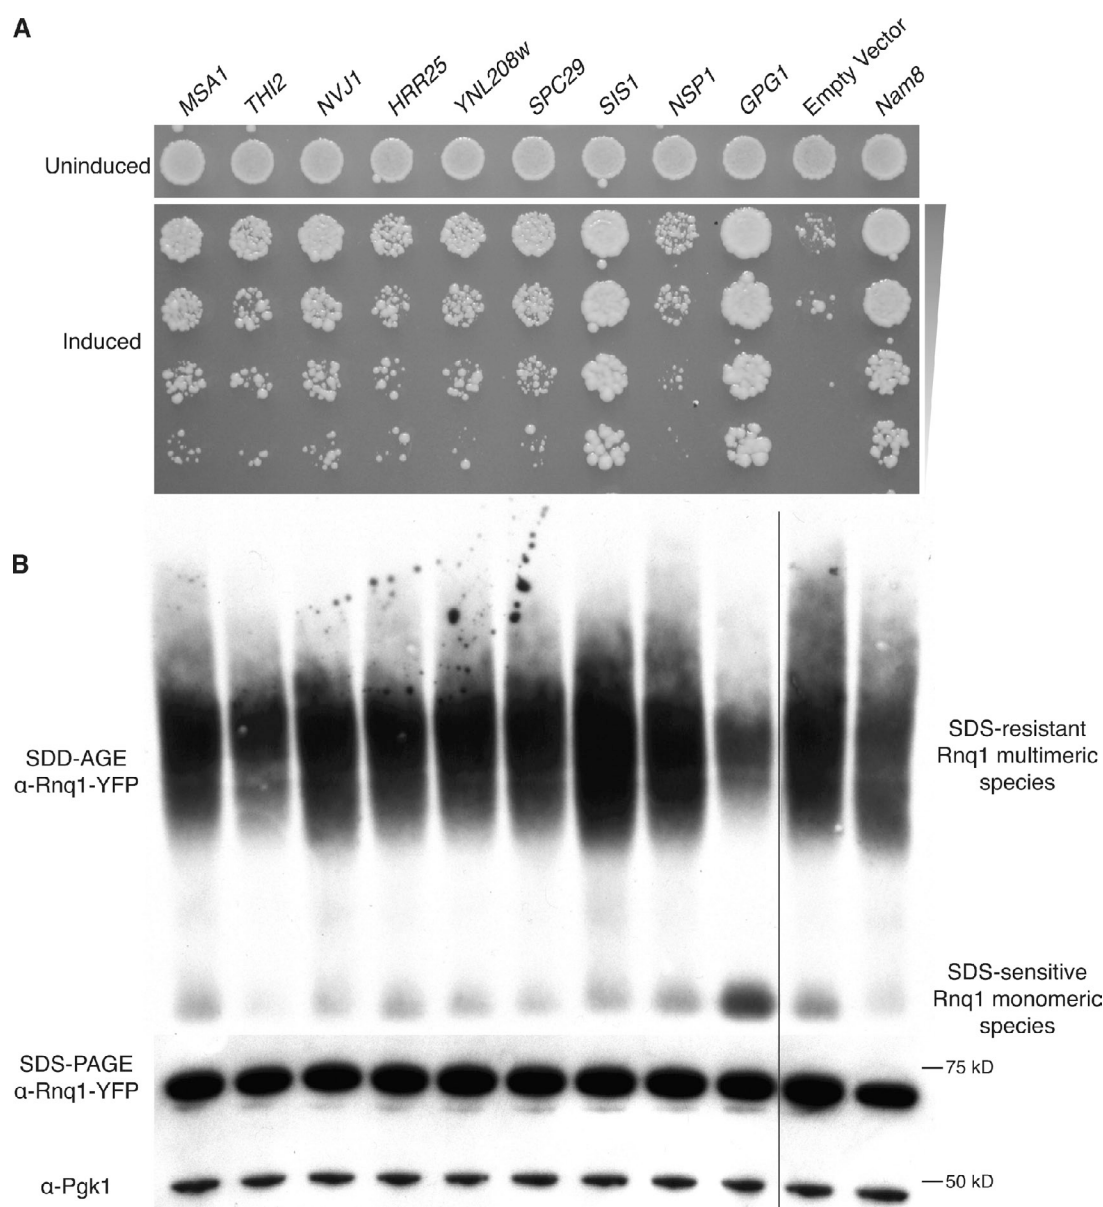 A
MSA1
THI2
NVJ1
HRR25
YNL208w
SPC29
SIS1
NSP1
GPG1
Empty Vector
Nam8
Uninduced
Induced
B
SDD-AGE
α-Rnq1-YFP
SDS-resistant
Rnq1 multimeric
species
SDS-sensitive
Rnq1 monomeric
species
SDS-PAGE
α-Rnq1-YFP
75 kD
α-Pgk1
50 kD